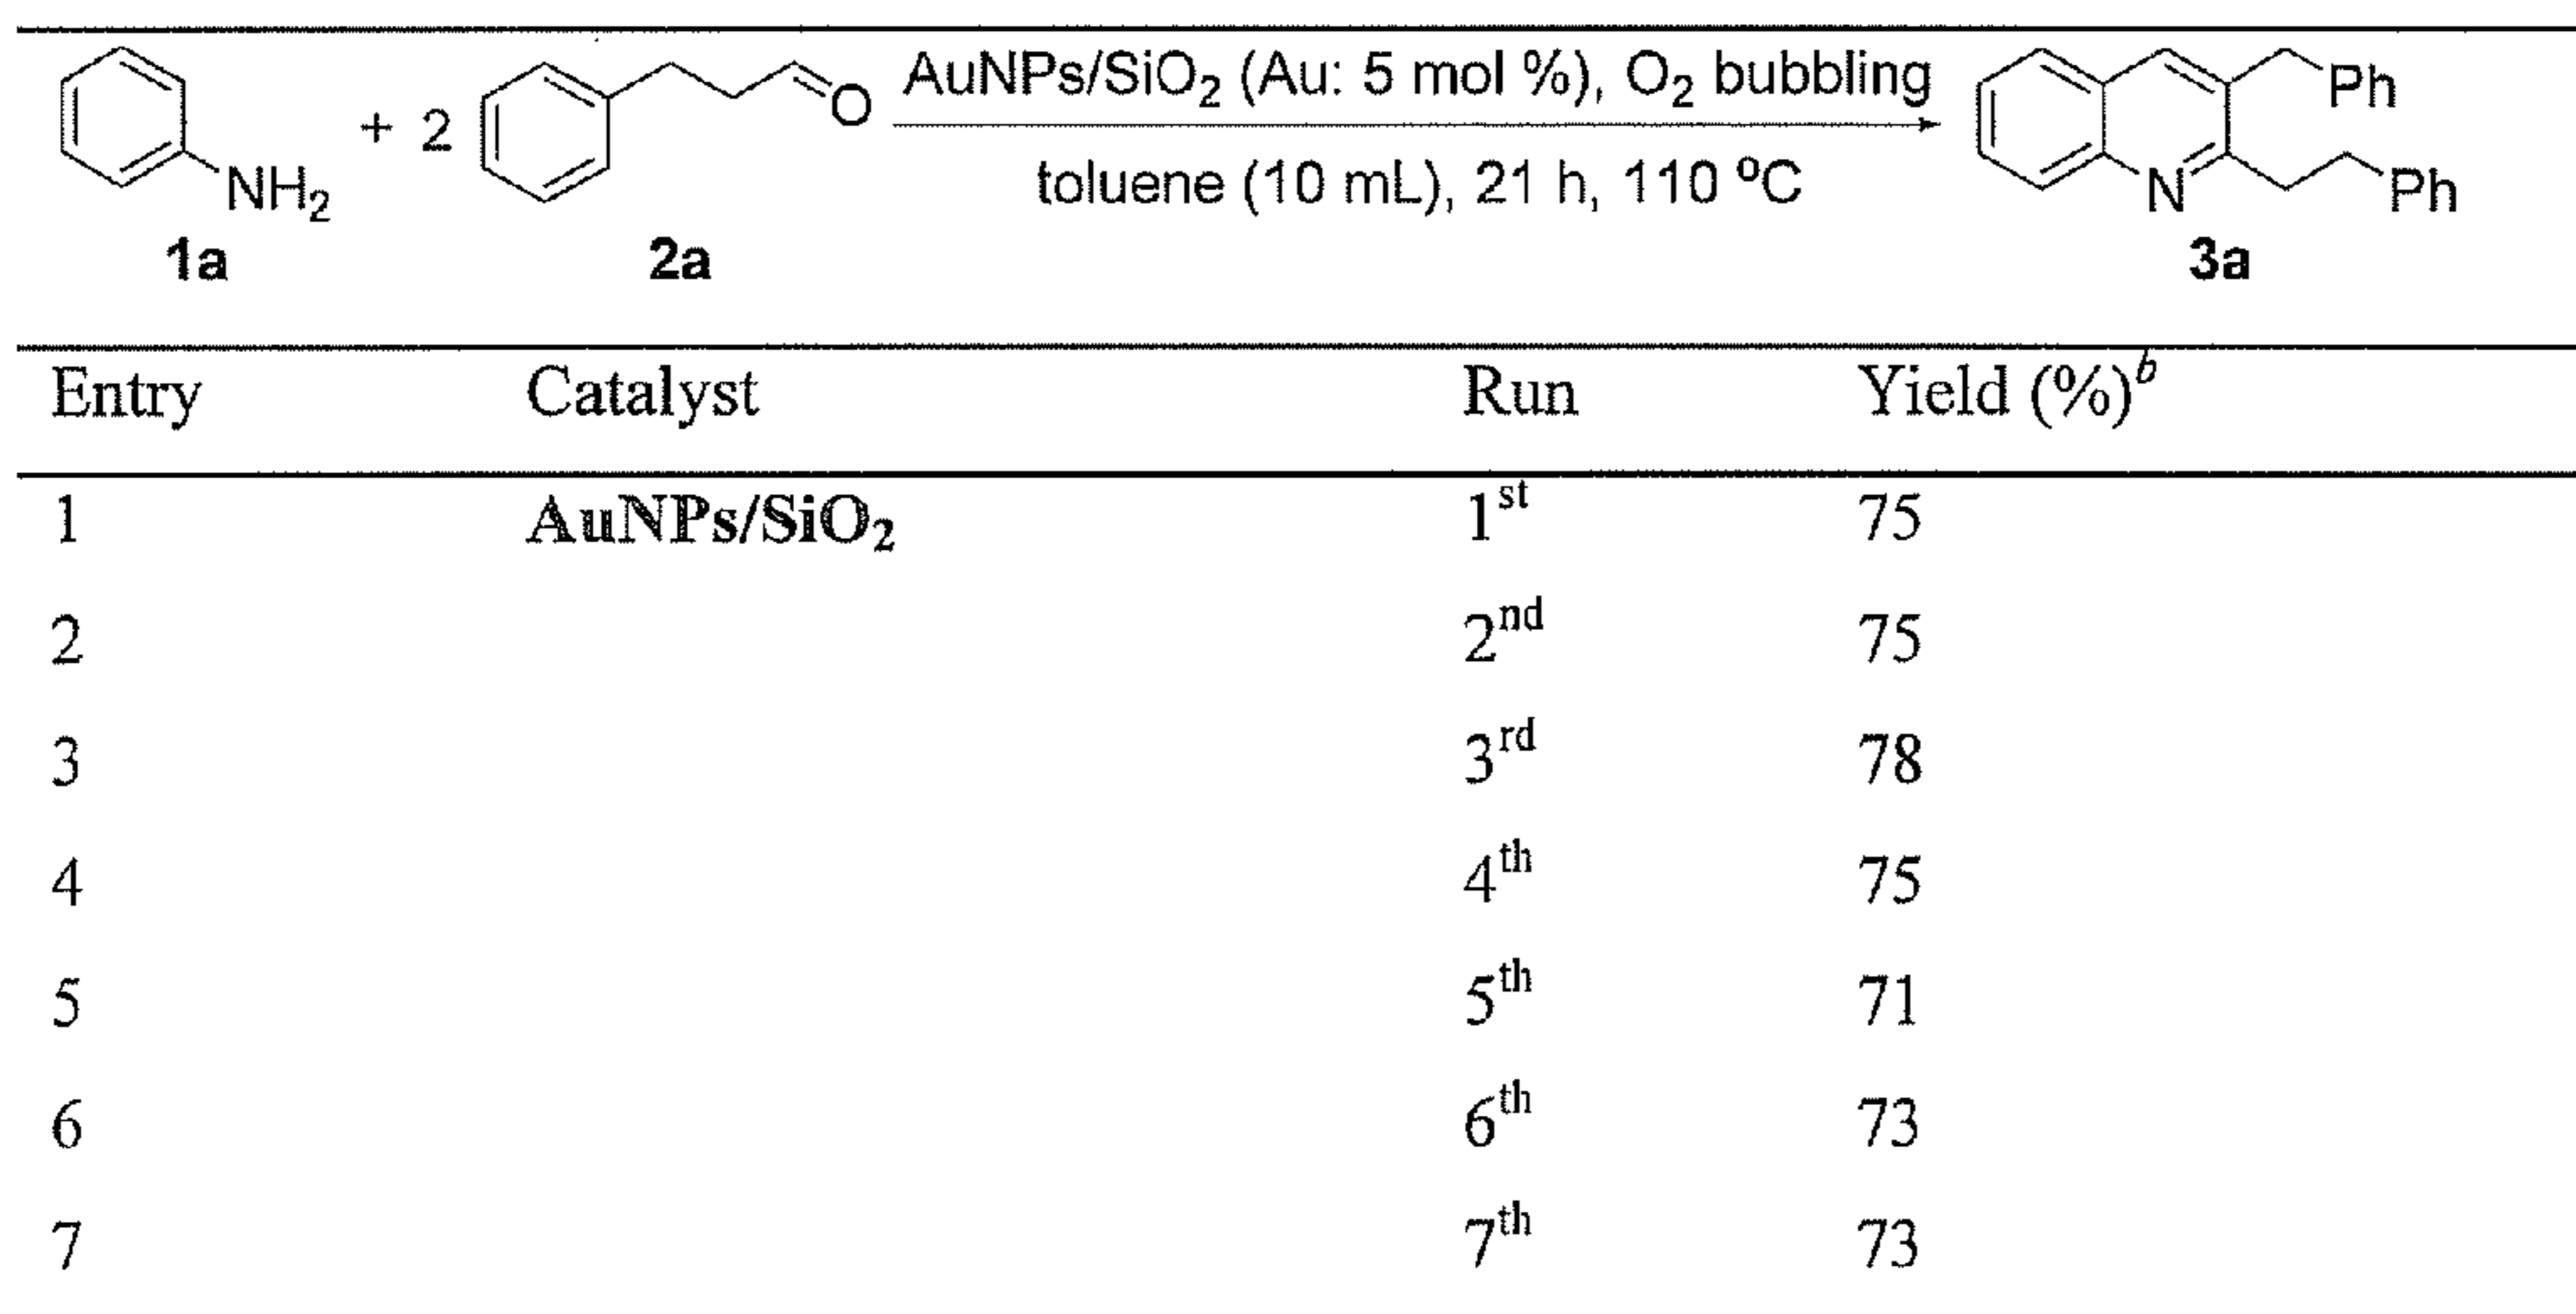 AuNPs/SiO₂ (Au: 5 mol %), O₂ bubbling
+ 2
O
Ph
NH₂
toluene (10 mL), 21 h, 110 ºC
N
Ph
1a
2a
3a
Entry Catalyst Run Yield (%)ᵇ
1 AuNPs/SiO₂ 1ˢᵗ 75
2 2ⁿᵈ 75
3 3ʳᵈ 78
4 4ᵗʰ 75
5 5ᵗʰ 71
6 6ᵗʰ 73
7 7ᵗʰ 73